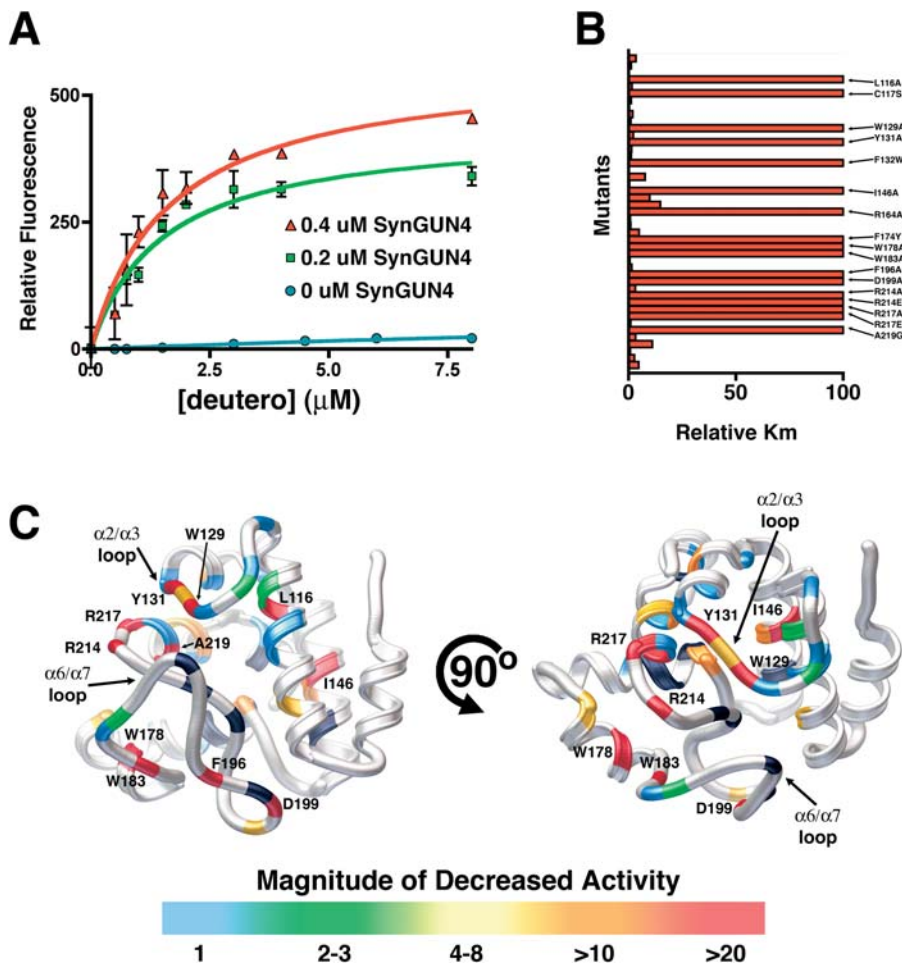 A
B
500
250
0
Relative Fluorescence
0.4 uM SynGUN4
0.2 uM SynGUN4
0 uM SynGUN4
0.0 2.5 5.0 7.5
[deutero] (μM)
Mutants
L116A
C117S
W129A
Y131A
F132W
I146A
R164A
F174Y
W178A
W183A
F196A
D199A
R214A
R214E
R217A
R217E
A219G
0 50 100
Relative Km
C
α2/α3
loop
W129
Y131
L116
R217
R214
A219
α6/α7
loop
I146
W178
W183
F196
D199
90°
α2/α3
loop
Y131
I146
R217
W129
R214
W178
W183
D199
α6/α7
loop
Magnitude of Decreased Activity
1 2-3 4-8 >10 >20